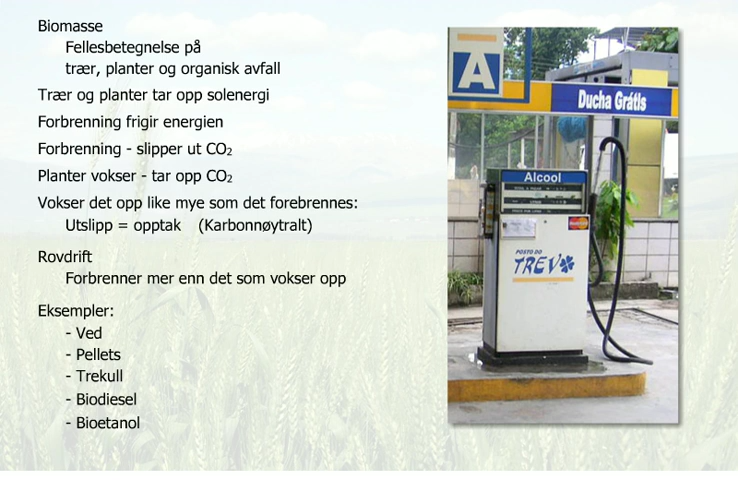 Biomasse
Fellesbetegnelse på
trær, planter og organisk avfall
Trær og planter tar opp solenergi
Forbrenning frigir energien
Forbrenning - slipper ut CO₂
Planter vokser - tar opp CO₂
Vokser det opp like mye som det forebrennes:
Utslipp = opptak (Karbonnøytralt)
Rovdrift
Forbrenner mer enn det som vokser opp
Eksempler:
- Ved
- Pellets
- Trekull
- Biodiesel
- Bioetanol
A
Ducha Grátis
Alcool
MasterCard
POSTO DO
TREVO